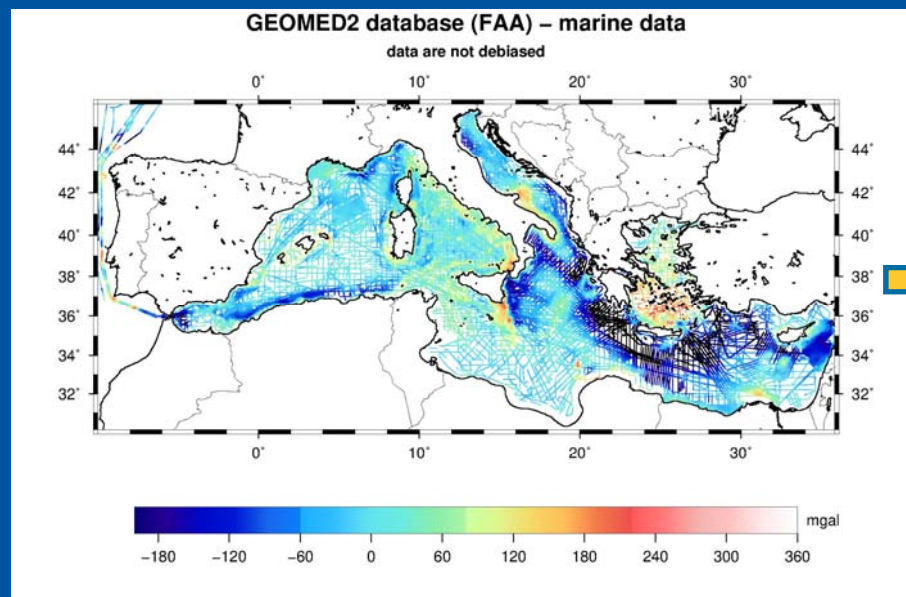 GEOMED2 database (FAA) – marine data
data are not debiased
0˚ 10˚ 20˚ 30˚
44˚ 44˚
42˚ 42˚
40˚ 40˚
38˚ 38˚
36˚ 36˚
34˚ 34˚
32˚ 32˚
0˚ 10˚ 20˚ 30˚
mgal
−180 −120 −60 0 60 120 180 240 300 360